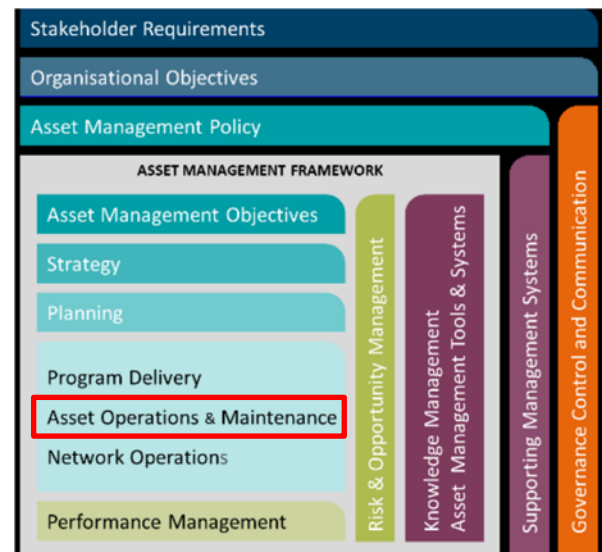 Stakeholder Requirements
Organisational Objectives
Asset Management Policy
ASSET MANAGEMENT FRAMEWORK
Asset Management Objectives
Strategy
Planning
Program Delivery
Asset Operations & Maintenance
Network Operations
Performance Management
Risk & Opportunity Management
Knowledge Management
Asset Management Tools & Systems
Supporting Management Systems
Governance Control and Communication